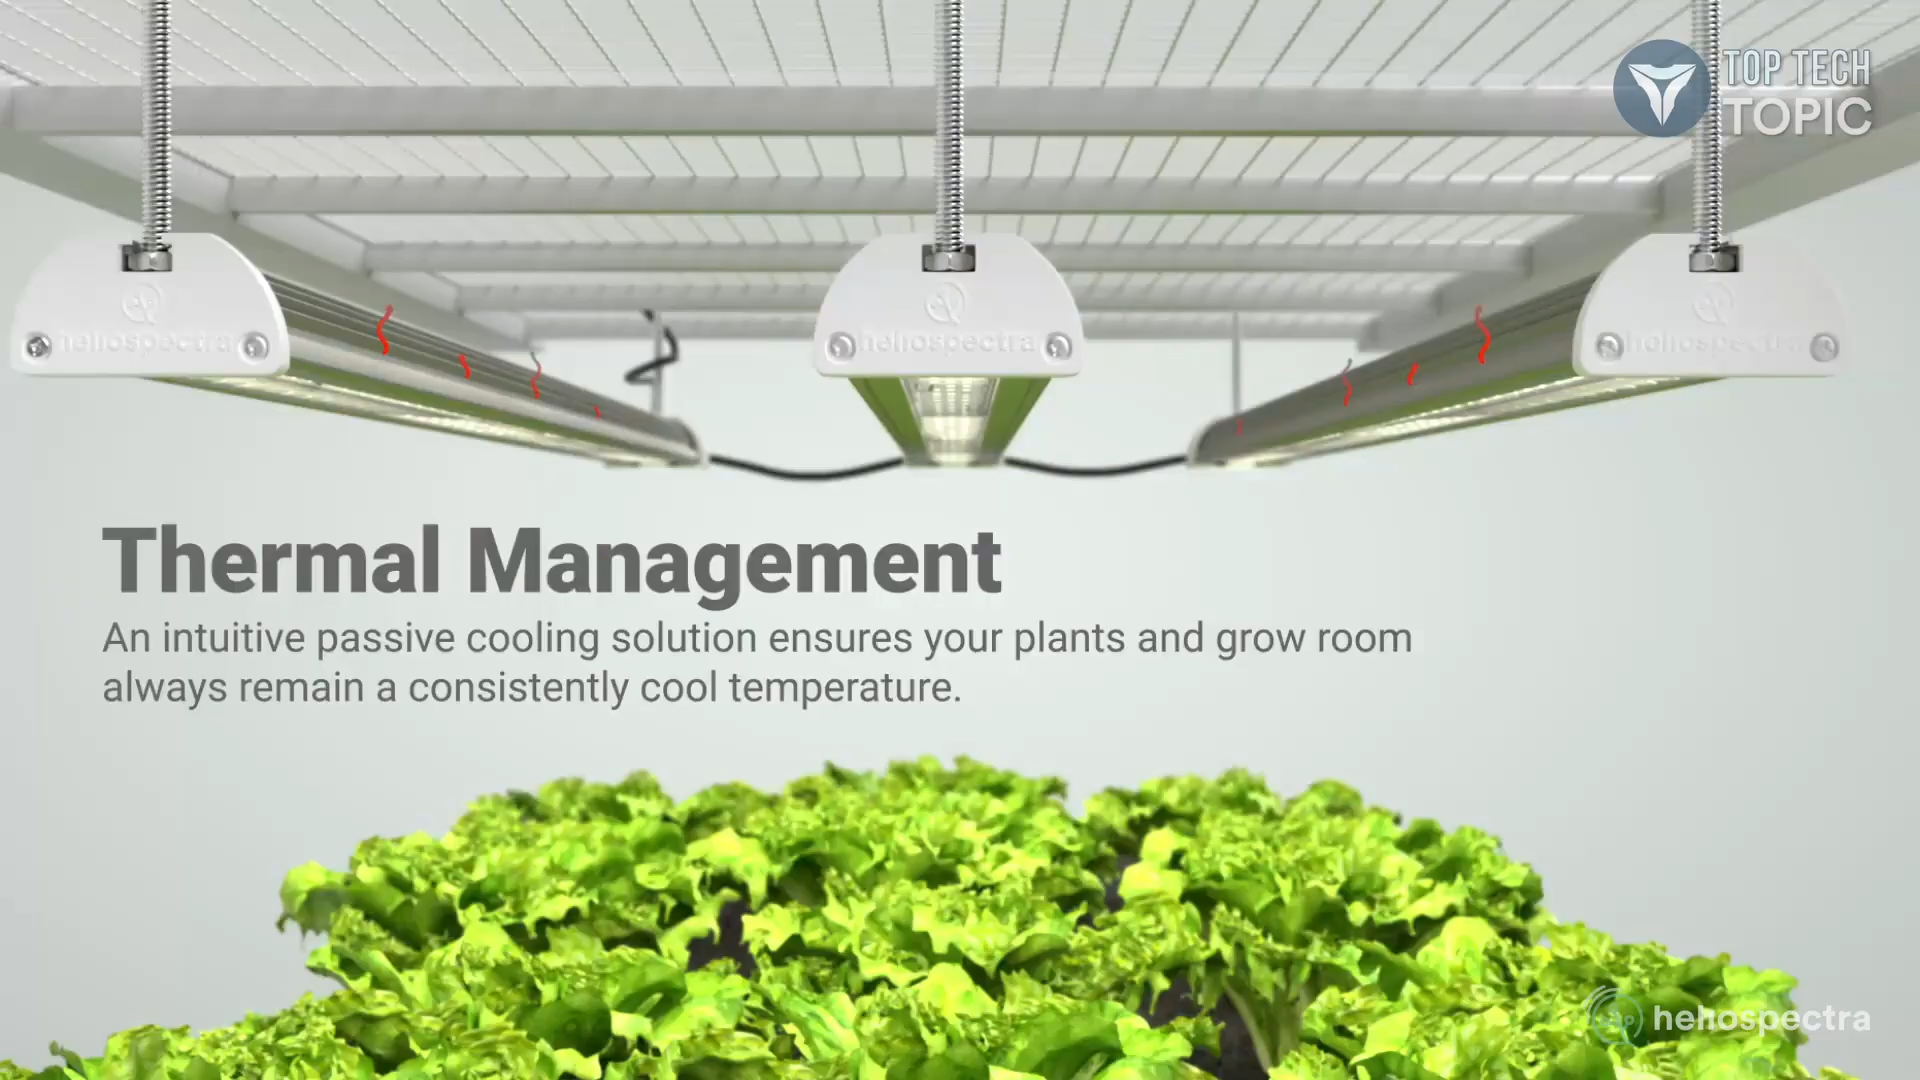 TOP TECH
TOPIC
heliospectra
heliospectra
heliospectra
Thermal Management
An intuitive passive cooling solution ensures your plants and grow room
always remain a consistently cool temperature.
heliospectra